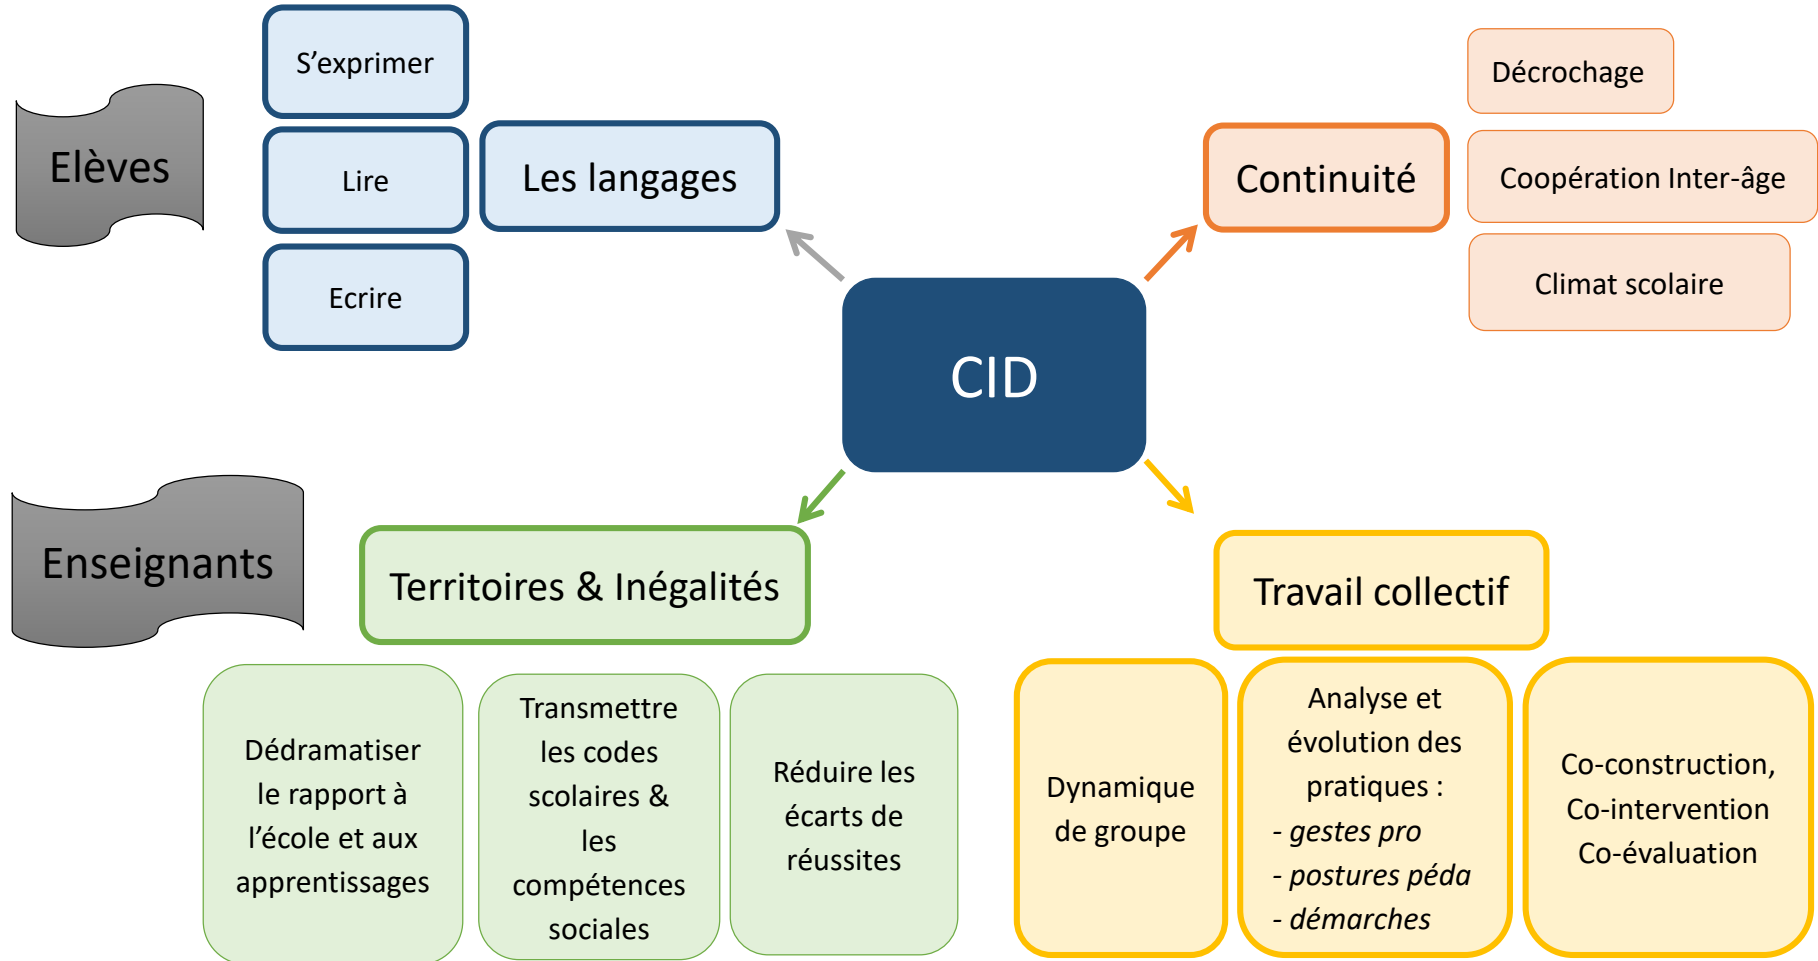 Elèves
S’exprimer
Lire
Ecrire
Les langages
Continuité
Décrochage
Coopération Inter-âge
Climat scolaire
CID
Enseignants
Territoires & Inégalités
Dédramatiser
le rapport à
l’école et aux
apprentissages
Transmettre
les codes
scolaires &
les
compétences
sociales
Réduire les
écarts de
réussites
Travail collectif
Dynamique
de groupe
Analyse et
évolution des
pratiques :
- gestes pro
- postures péda
- démarches
Co-construction,
Co-intervention
Co-évaluation